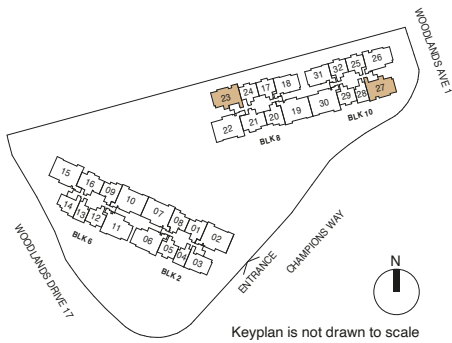 WOODLANDS AVE 1
23 24 17 18 31 32 25 26
22 21 20 19 30 29 28 27
BLK 8
BLK 10
15 16 09 10 07 08 01 02
14 13 12 11 06 05 04 03
BLK 6
BLK 2
WOODLANDS DRIVE 17
ENTRANCE
CHAMPIONS WAY
N
Keyplan is not drawn to scale